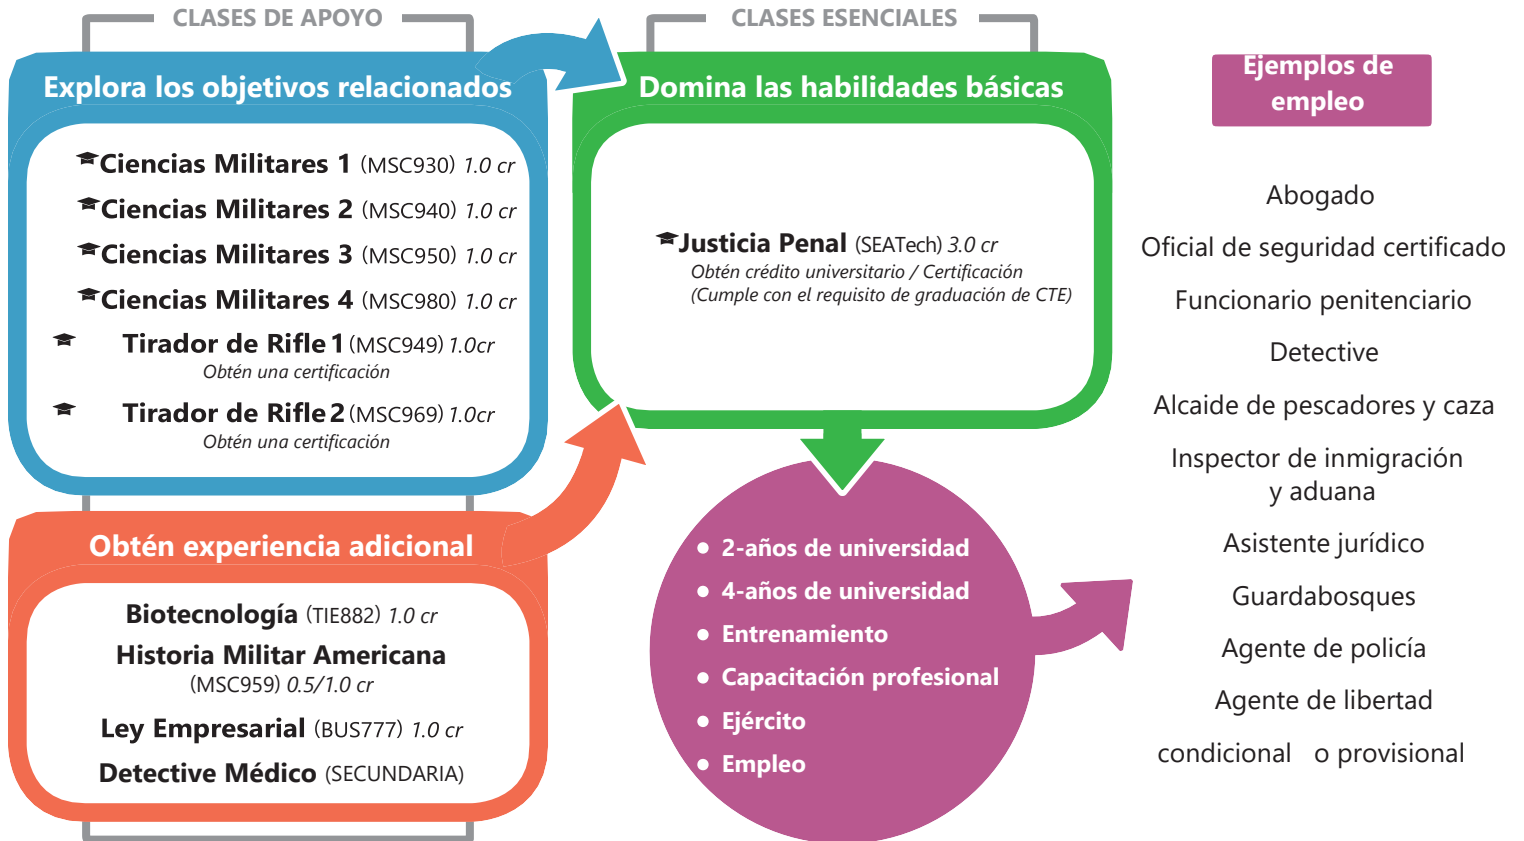 CLASES DE APOYO
Explora los objetivos relacionados
Ciencias Militares 1 (MSC930) 1.0 cr
Ciencias Militares 2 (MSC940) 1.0 cr
Ciencias Militares 3 (MSC950) 1.0 cr
Ciencias Militares 4 (MSC980) 1.0 cr
Tirador de Rifle 1 (MSC949) 1.0cr
Obtén una certificación
Tirador de Rifle 2 (MSC969) 1.0cr
Obtén una certificación
Obtén experiencia adicional
Biotecnología (TIE882) 1.0 cr
Historia Militar Americana
(MSC959) 0.5/1.0 cr
Ley Empresarial (BUS777) 1.0 cr
Detective Médico (SECUNDARIA)
CLASES ESENCIALES
Domina las habilidades básicas
Justicia Penal (SEATech) 3.0 cr
Obtén crédito universitario / Certificación
(Cumple con el requisito de graduación de CTE)
• 2-años de universidad
• 4-años de universidad
• Entrenamiento
• Capacitación profesional
• Ejército
• Empleo
Ejemplos de
empleo
Abogado
Oficial de seguridad certificado
Funcionario penitenciario
Detective
Alcaide de pescadores y caza
Inspector de inmigración
y aduana
Asistente jurídico
Guardabosques
Agente de policía
Agente de libertad
condicional o provisional